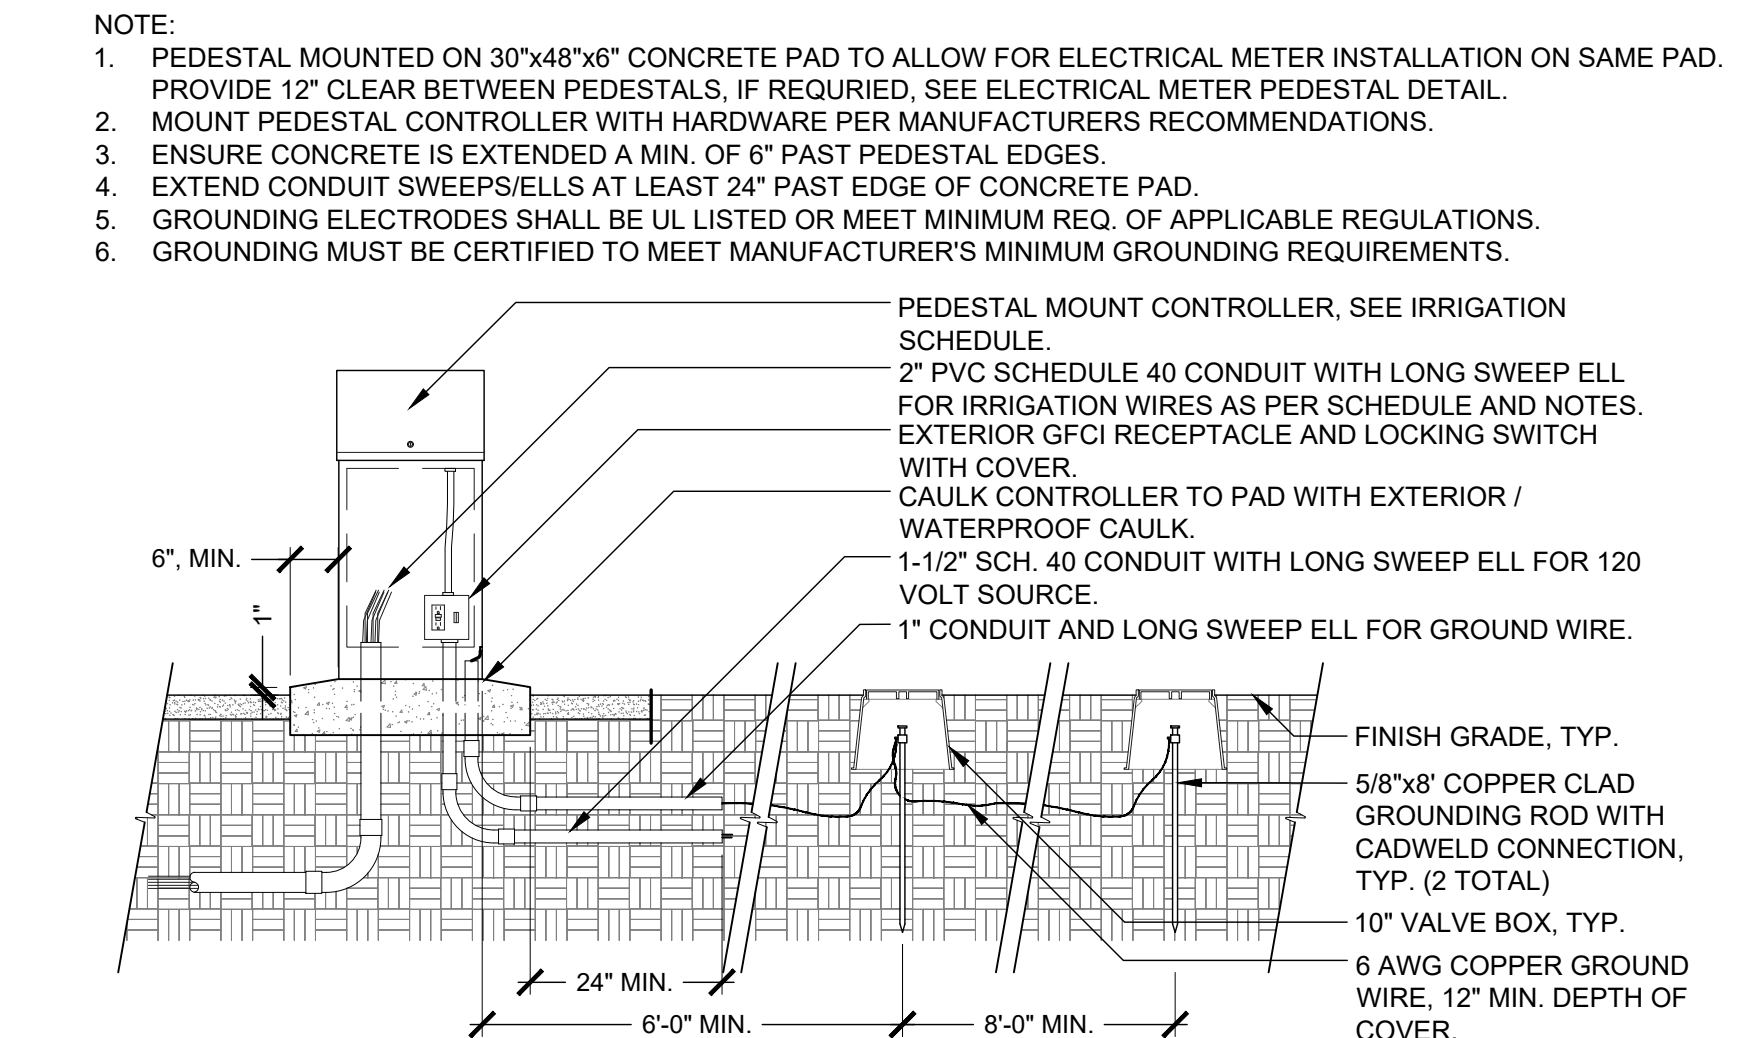 NOTE:
1. PEDESTAL MOUNTED ON 30"x48"x6" CONCRETE PAD TO ALLOW FOR ELECTRICAL METER INSTALLATION ON SAME PAD.
PROVIDE 12" CLEAR BETWEEN PEDESTALS, IF REQURIED, SEE ELECTRICAL METER PEDESTAL DETAIL.
2. MOUNT PEDESTAL CONTROLLER WITH HARDWARE PER MANUFACTURERS RECOMMENDATIONS.
3. ENSURE CONCRETE IS EXTENDED A MIN. OF 6" PAST PEDESTAL EDGES.
4. EXTEND CONDUIT SWEEPS/ELLS AT LEAST 24" PAST EDGE OF CONCRETE PAD.
5. GROUNDING ELECTRODES SHALL BE UL LISTED OR MEET MINIMUM REQ. OF APPLICABLE REGULATIONS.
6. GROUNDING MUST BE CERTIFIED TO MEET MANUFACTURER'S MINIMUM GROUNDING REQUIREMENTS.
PEDESTAL MOUNT CONTROLLER, SEE IRRIGATION
SCHEDULE.
2" PVC SCHEDULE 40 CONDUIT WITH LONG SWEEP ELL
FOR IRRIGATION WIRES AS PER SCHEDULE AND NOTES.
EXTERIOR GFCI RECEPTACLE AND LOCKING SWITCH
WITH COVER.
CAULK CONTROLLER TO PAD WITH EXTERIOR /
WATERPROOF CAULK.
1-1/2" SCH. 40 CONDUIT WITH LONG SWEEP ELL FOR 120
VOLT SOURCE.
1" CONDUIT AND LONG SWEEP ELL FOR GROUND WIRE.
6", MIN.
1"
FINISH GRADE, TYP.
5/8"x8' COPPER CLAD
GROUNDING ROD WITH
CADWELD CONNECTION,
TYP. (2 TOTAL)
10" VALVE BOX, TYP.
6 AWG COPPER GROUND
WIRE, 12" MIN. DEPTH OF
COVER.
24" MIN.
6'-0" MIN.
8'-0" MIN.